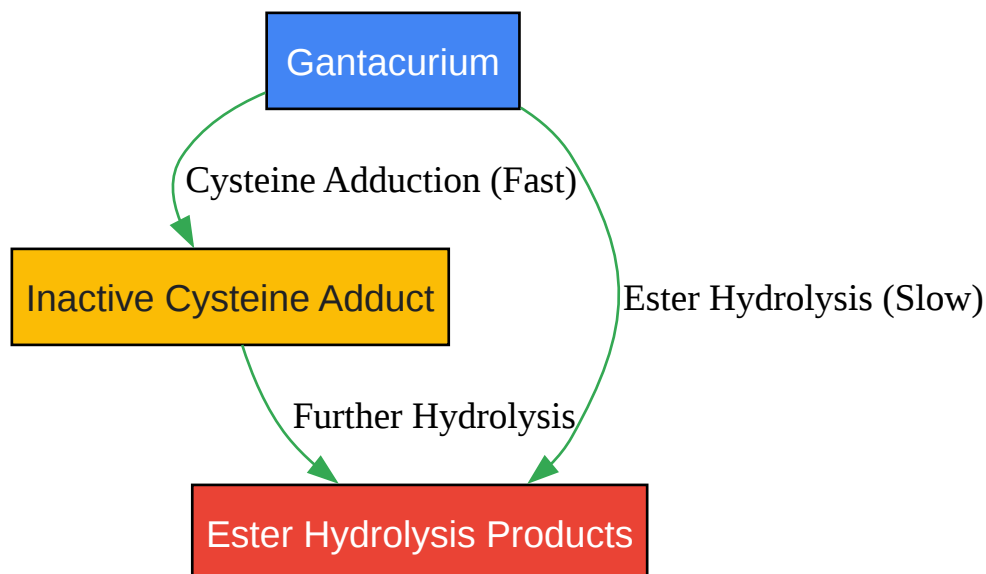 Gantacurium
Cysteine Adduction (Fast)
Inactive Cysteine Adduct
Ester Hydrolysis (Slow)
Further Hydrolysis
Ester Hydrolysis Products